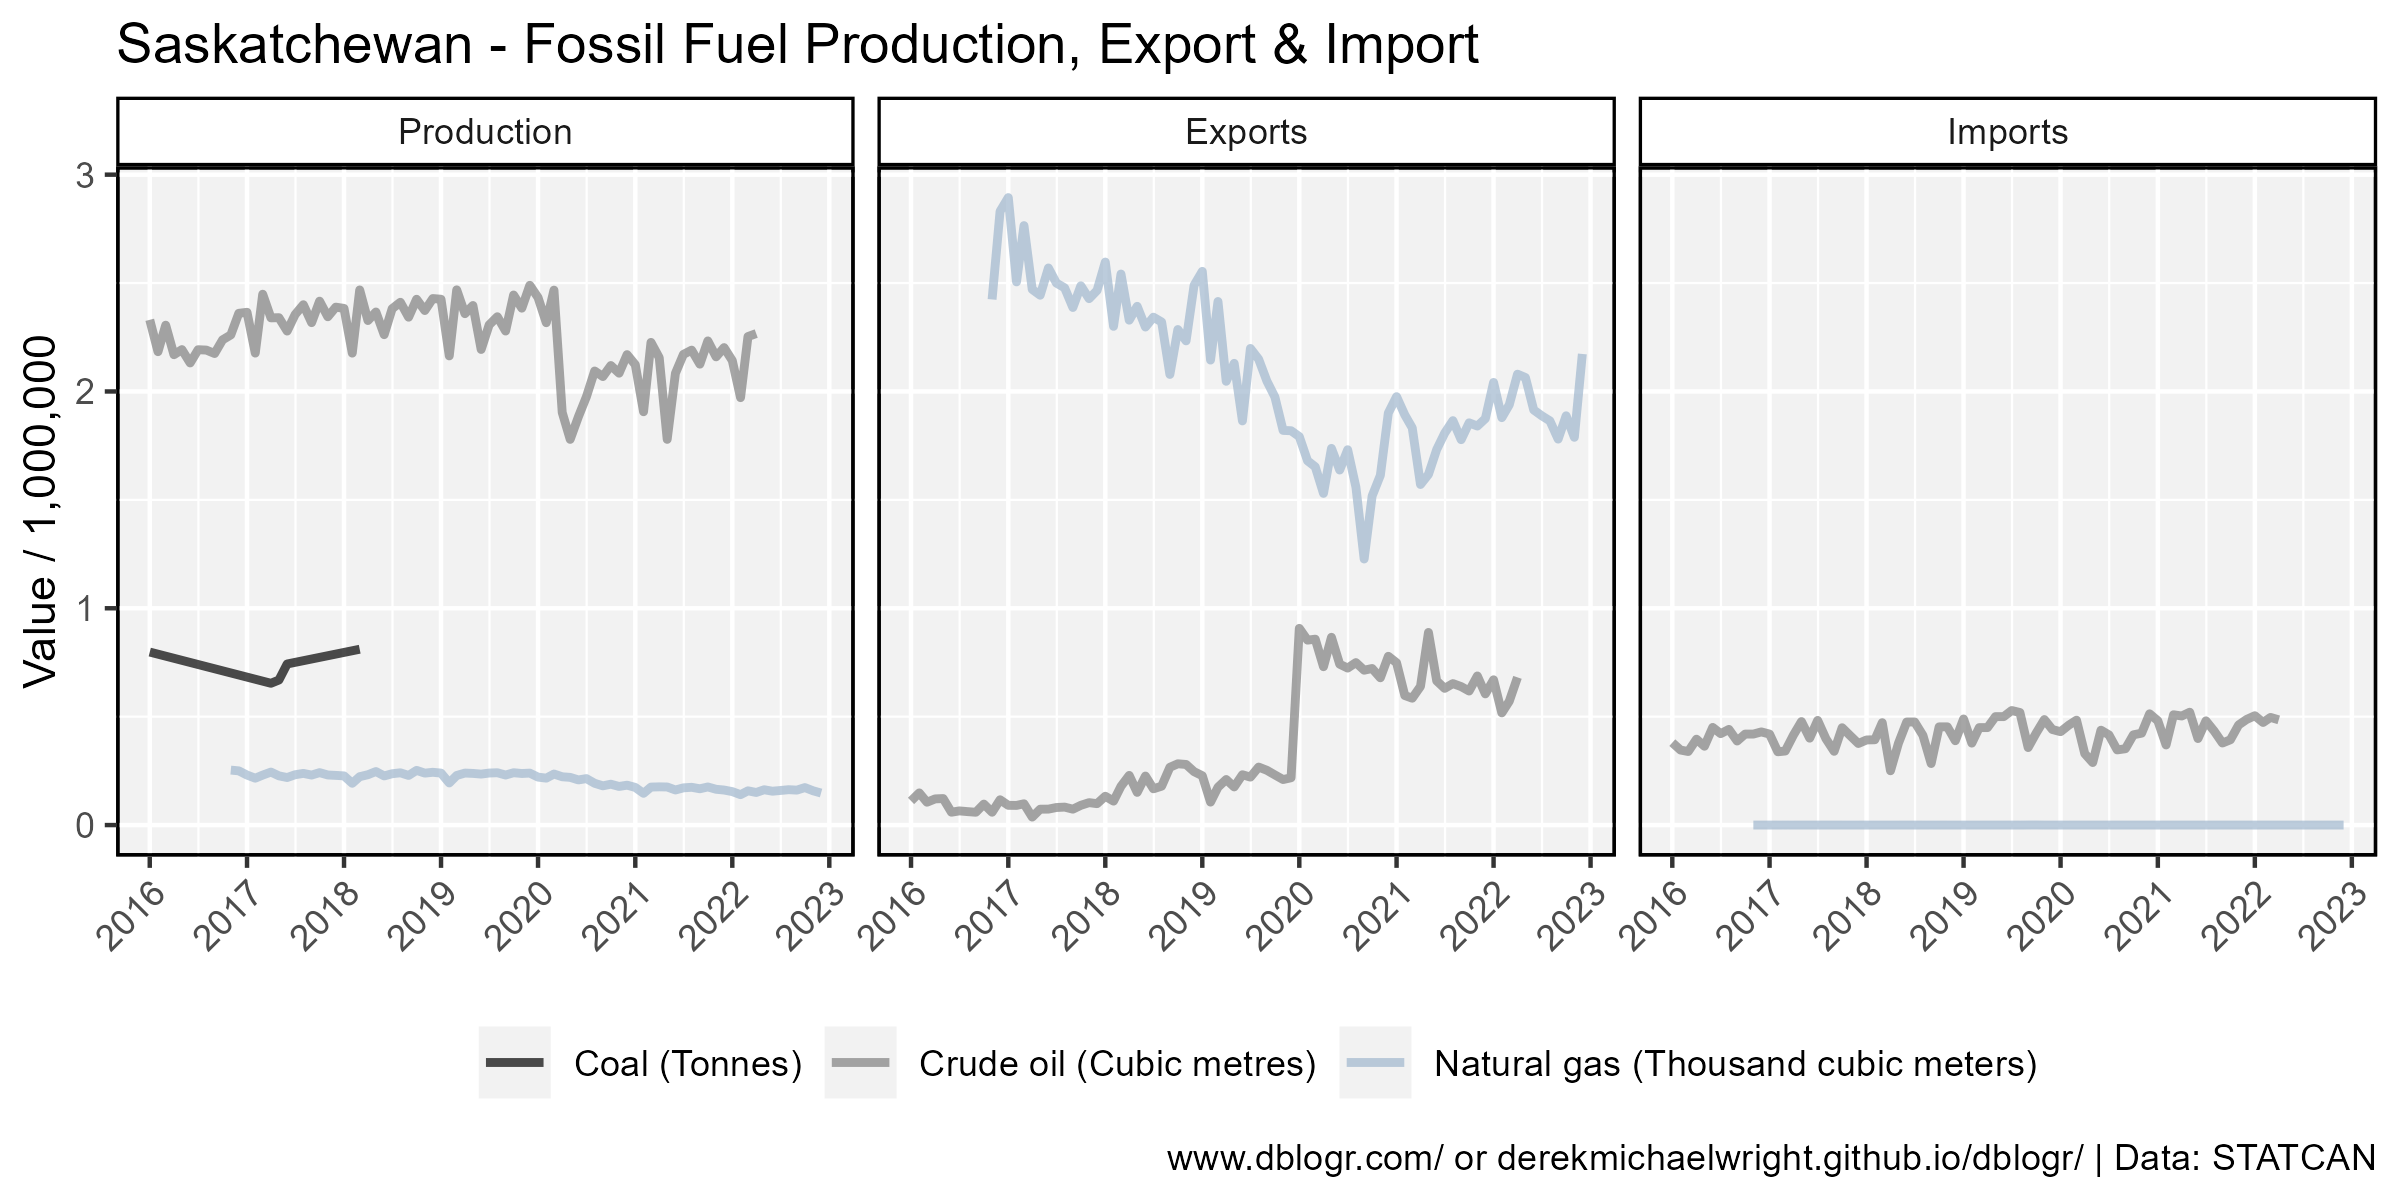 Saskatchewan - Fossil Fuel Production, Export & Import
Production Exports Imports
Value / 1,000,000
3
2
1
0
2016 2017 2018 2019 2020 2021 2022 2023 2016 2017 2018 2019 2020 2021 2022 2023 2016 2017 2018 2019 2020 2021 2022 2023
Coal (Tonnes) Crude oil (Cubic metres) Natural gas (Thousand cubic meters)
www.dblogr.com/ or derekmichaelwright.github.io/dblogr/ | Data: STATCAN